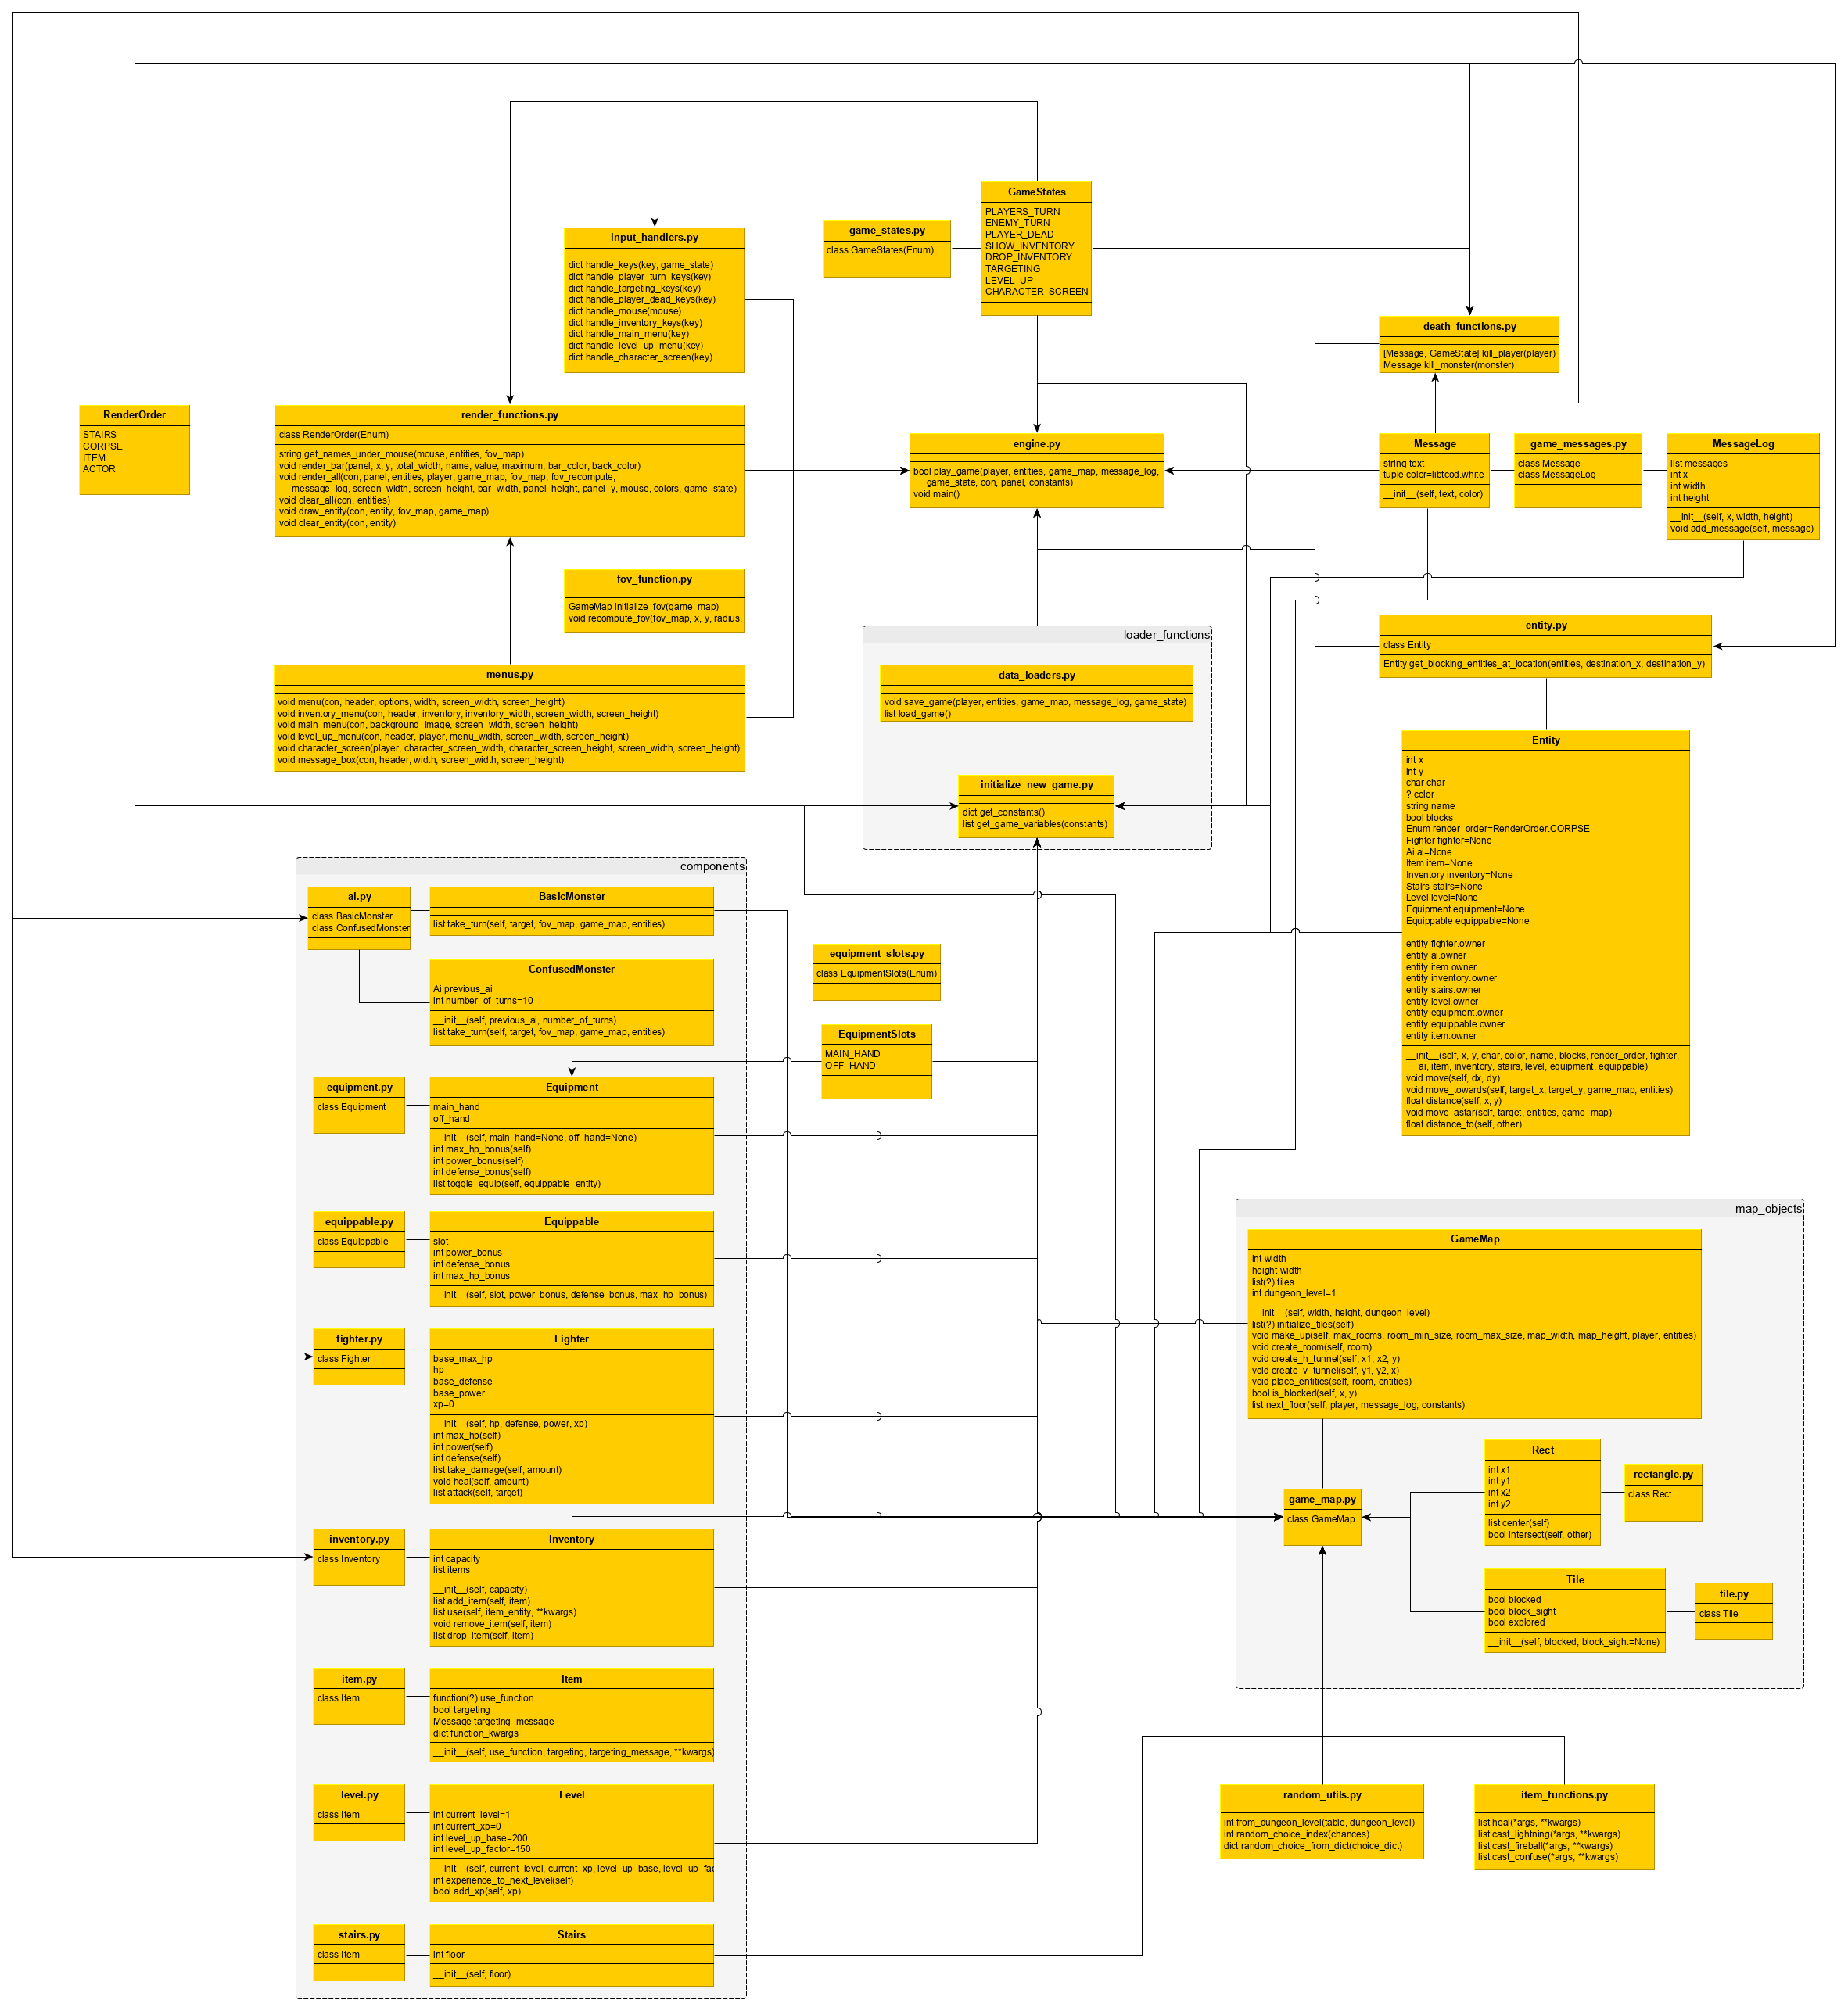 GameStates
PLAYERS_TURN
ENEMY_TURN
PLAYER_DEAD
SHOW_INVENTORY
DROP_INVENTORY
TARGETING
LEVEL_UP
CHARACTER_SCREEN
game_states.py
class GameStates(Enum)
input_handlers.py
dict handle_keys(key, game_state)
dict handle_player_turn_keys(key)
dict handle_targeting_keys(key)
dict handle_player_dead_keys(key)
dict handle_mouse(mouse)
dict handle_inventory_keys(key)
dict handle_main_menu(key)
dict handle_level_up_menu(key)
dict handle_character_screen(key)
death_functions.py
[Message, GameState] kill_player(player)
Message kill_monster(monster)
RenderOrder
STAIRS
CORPSE
ITEM
ACTOR
render_functions.py
class RenderOrder(Enum)
string get_names_under_mouse(mouse, entities, fov_map)
void render_bar(panel, x, y, total_width, name, value, maximum, bar_color, back_color)
void render_all(con, panel, entities, player, game_map, fov_map, fov_recompute,
message_log, screen_width, screen_height, bar_width, panel_height, panel_y, mouse, colors, game_state)
void clear_all(con, entities)
void draw_entity(con, entity, fov_map, game_map)
void clear_entity(con, entity)
engine.py
bool play_game(player, entities, game_map, message_log,
game_state, con, panel, constants)
void main()
Message
string text
tuple color=libtcod.white
__init__(self, text, color)
game_messages.py
class Message
class MessageLog
MessageLog
list messages
int x
int width
int height
__init__(self, x, width, height)
void add_message(self, message)
fov_function.py
GameMap initialize_fov(game_map)
void recompute_fov(fov_map, x, y, radius,
menus.py
void menu(con, header, options, width, screen_width, screen_height)
void inventory_menu(con, header, inventory, inventory_width, screen_width, screen_height)
void main_menu(con, background_image, screen_width, screen_height)
void level_up_menu(con, header, player, menu_width, screen_width, screen_height)
void character_screen(player, character_screen_width, character_screen_height, screen_width, screen_height)
void message_box(con, header, width, screen_width, screen_height)
loader_functions
data_loaders.py
void save_game(player, entities, game_map, message_log, game_state)
list load_game()
initialize_new_game.py
dict get_constants()
list get_game_variables(constants)
entity.py
class Entity
Entity get_blocking_entities_at_location(entities, destination_x, destination_y)
Entity
int x
int y
char char
? color
string name
bool blocks
Enum render_order=RenderOrder.CORPSE
Fighter fighter=None
Ai ai=None
Item item=None
Inventory inventory=None
Stairs stairs=None
Level level=None
Equipment equipment=None
Equippable equippable=None
entity fighter.owner
entity ai.owner
entity item.owner
entity inventory.owner
entity stairs.owner
entity level.owner
entity equipment.owner
entity equippable.owner
entity item.owner
__init__(self, x, y, char, color, name, blocks, render_order, fighter,
ai, item, inventory, stairs, level, equipment, equippable)
void move(self, dx, dy)
void move_towards(self, target_x, target_y, game_map, entities)
float distance(self, x, y)
void move_astar(self, target, entities, game_map)
float distance_to(self, other)
components
ai.py
class BasicMonster
class ConfusedMonster
BasicMonster
list take_turn(self, target, fov_map, game_map, entities)
ConfusedMonster
Ai previous_ai
int number_of_turns=10
__init__(self, previous_ai, number_of_turns)
list take_turn(self, target, fov_map, game_map, entities)
equipment_slots.py
class EquipmentSlots(Enum)
EquipmentSlots
MAIN_HAND
OFF_HAND
equipment.py
class Equipment
Equipment
main_hand
off_hand
__init__(self, main_hand=None, off_hand=None)
int max_hp_bonus(self)
int power_bonus(self)
int defense_bonus(self)
list toggle_equip(self, equippable_entity)
equippable.py
class Equippable
Equippable
slot
int power_bonus
int defense_bonus
int max_hp_bonus
__init__(self, slot, power_bonus, defense_bonus, max_hp_bonus)
fighter.py
class Fighter
Fighter
base_max_hp
hp
base_defense
base_power
xp=0
__init__(self, hp, defense, power, xp)
int max_hp(self)
int power(self)
int defense(self)
list take_damage(self, amount)
void heal(self, amount)
list attack(self, target)
inventory.py
class Inventory
Inventory
int capacity
list items
__init__(self, capacity)
list add_item(self, item)
list use(self, item_entity, **kwargs)
void remove_item(self, item)
list drop_item(self, item)
item.py
class Item
Item
function(?) use_function
bool targeting
Message targeting_message
dict function_kwargs
__init__(self, use_function, targeting, targeting_message, **kwargs)
level.py
class Item
Level
int current_level=1
int current_xp=0
int level_up_base=200
int level_up_factor=150
__init__(self, current_level, current_xp, level_up_base, level_up_fac
int experience_to_next_level(self)
bool add_xp(self, xp)
stairs.py
class Item
Stairs
int floor
__init__(self, floor)
map_objects
GameMap
int width
height width
list(?) tiles
int dungeon_level=1
__init__(self, width, height, dungeon_level)
list(?) initialize_tiles(self)
void make_up(self, max_rooms, room_min_size, room_max_size, map_width, map_height, player, entities)
void create_room(self, room)
void create_h_tunnel(self, x1, x2, y)
void create_v_tunnel(self, y1, y2, x)
void place_entities(self, room, entities)
bool is_blocked(self, x, y)
list next_floor(self, player, message_log, constants)
game_map.py
class GameMap
Rect
int x1
int y1
int x2
int y2
list center(self)
bool intersect(self, other)
rectangle.py
class Rect
Tile
bool blocked
bool block_sight
bool explored
__init__(self, blocked, block_sight=None)
tile.py
class Tile
random_utils.py
int from_dungeon_level(table, dungeon_level)
int random_choice_index(chances)
dict random_choice_from_dict(choice_dict)
item_functions.py
list heal(*args, **kwargs)
list cast_lightning(*args, **kwargs)
list cast_fireball(*args, **kwargs)
list cast_confuse(*args, **kwargs)